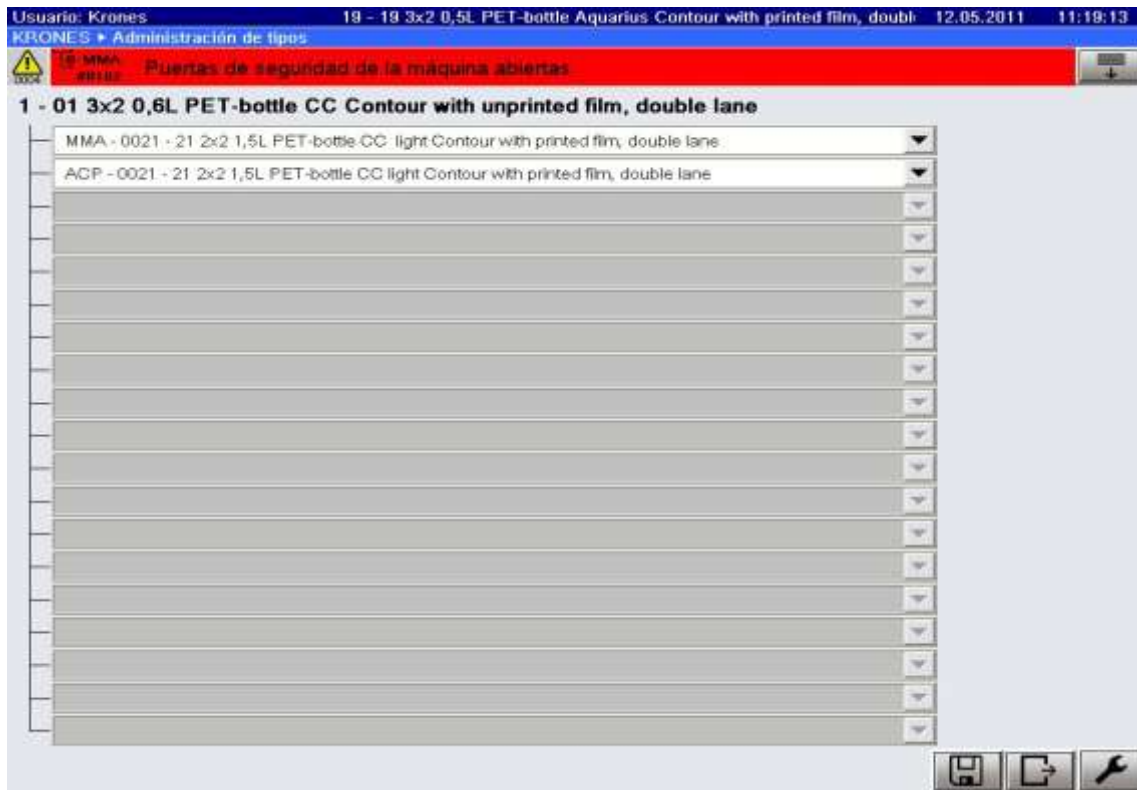 Usuario: Krones 19 - 19 3x2 0,5L PET-bottle Aquarius Contour with printed film, doubl 12.05.2011 11:19:13
KRONES ▸ Administración de tipos
MMA
0004 Puertas de seguridad de la máquina abiertas
1 - 01 3x2 0,6L PET-bottle CC Contour with unprinted film, double lane
MMA - 0021 - 21 2x2 1,5L PET-bottle CC light Contour with printed film, double lane
ACP - 0021 - 21 2x2 1,5L PET-bottle CC light Contour with printed film, double lane